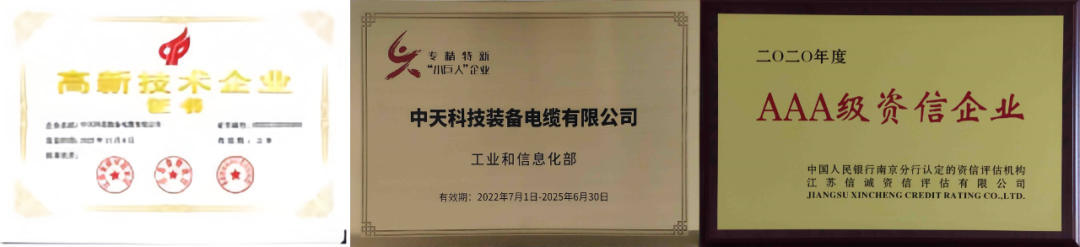 高新技术企业
证书
专精特新
“小巨人”企业
中天科技装备电缆有限公司
工业和信息化部
有效期：2022年7月1-2025年6月30日
二〇二〇年度
AAA级资信企业
中国人民银行南京分行认定的资信评估机构
江苏信诚资信评估有限公司
JIANGSU XINCHENG CREDIT RATING CO.,LTD.